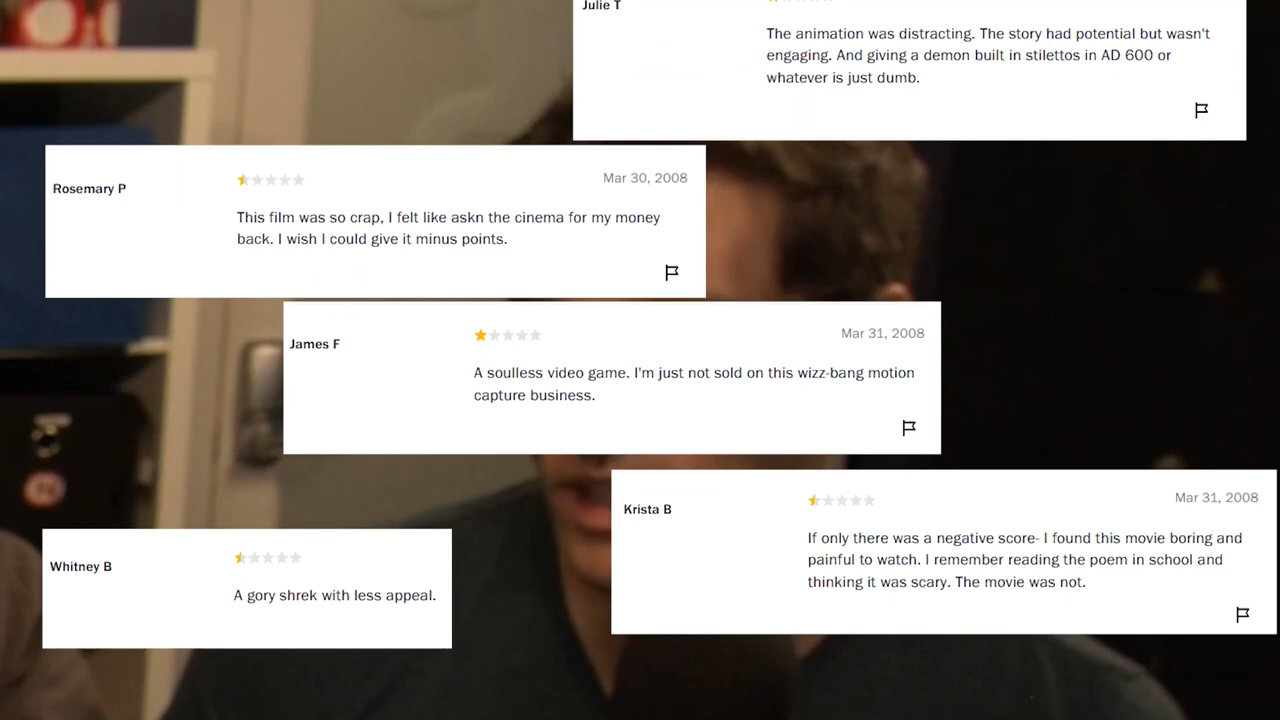 Julie T
The animation was distracting. The story had potential but wasn't
engaging. And giving a demon built in stilettos in AD 600 or
whatever is just dumb.
Rosemary P
Mar 30, 2008
This film was so crap, I felt like askn the cinema for my money
back. I wish I could give it minus points.
James F
Mar 31, 2008
A soulless video game. I'm just not sold on this wizz-bang motion
capture business.
Krista B
Mar 31, 2008
If only there was a negative score- I found this movie boring and
painful to watch. I remember reading the poem in school and
thinking it was scary. The movie was not.
Whitney B
A gory shrek with less appeal.